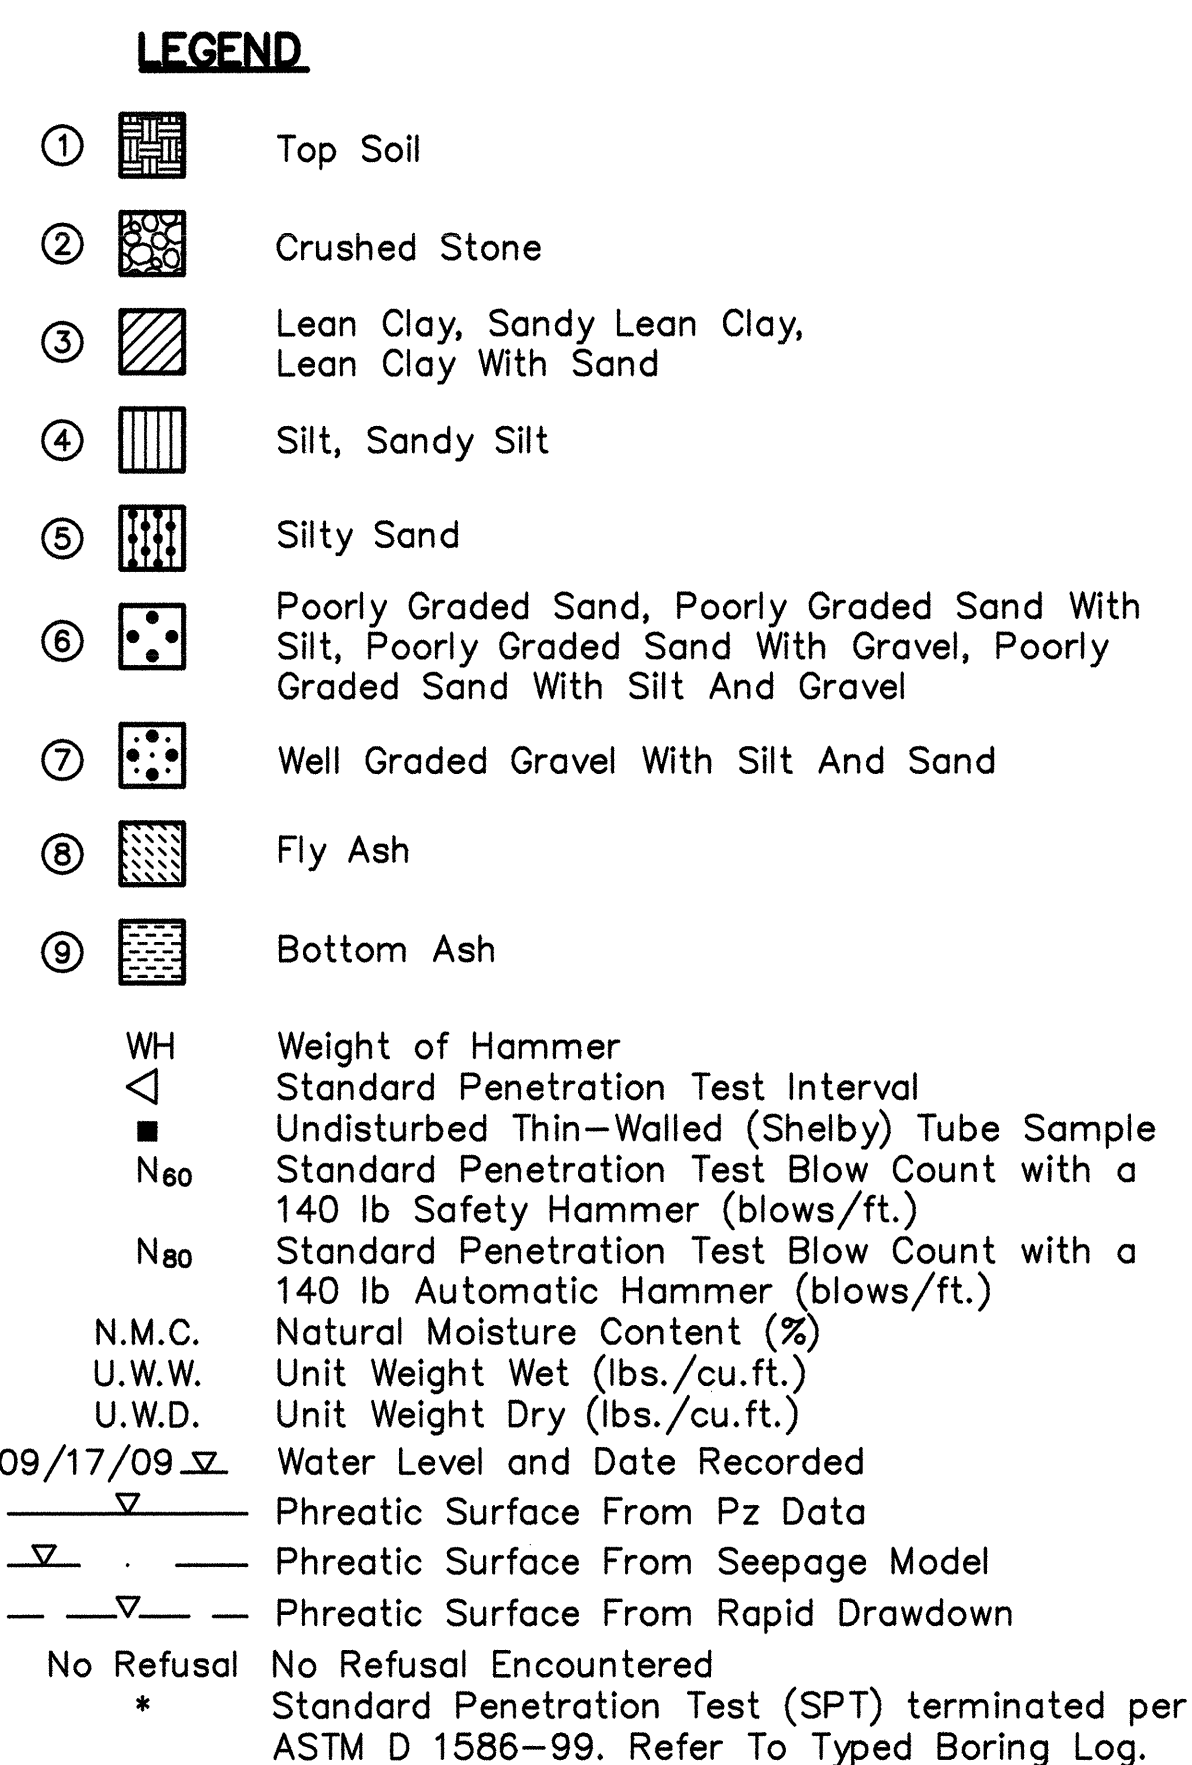 LEGEND
① Top Soil
② Crushed Stone
③ Lean Clay, Sandy Lean Clay,
Lean Clay With Sand
④ Silt, Sandy Silt
⑤ Silty Sand
⑥ Poorly Graded Sand, Poorly Graded Sand With
Silt, Poorly Graded Sand With Gravel, Poorly
Graded Sand With Silt And Gravel
⑦ Well Graded Gravel With Silt And Sand
⑧ Fly Ash
⑨ Bottom Ash
WH Weight of Hammer
Standard Penetration Test Interval
Undisturbed Thin-Walled (Shelby) Tube Sample
N60 Standard Penetration Test Blow Count with a
140 lb Safety Hammer (blows/ft.)
N80 Standard Penetration Test Blow Count with a
140 lb Automatic Hammer (blows/ft.)
N.M.C. Natural Moisture Content (%)
U.W.W. Unit Weight Wet (lbs./cu.ft.)
U.W.D. Unit Weight Dry (lbs./cu.ft.)
09/17/09 Water Level and Date Recorded
Phreatic Surface From Pz Data
Phreatic Surface From Seepage Model
Phreatic Surface From Rapid Drawdown
No Refusal No Refusal Encountered
* Standard Penetration Test (SPT) terminated per
ASTM D 1586-99. Refer To Typed Boring Log.